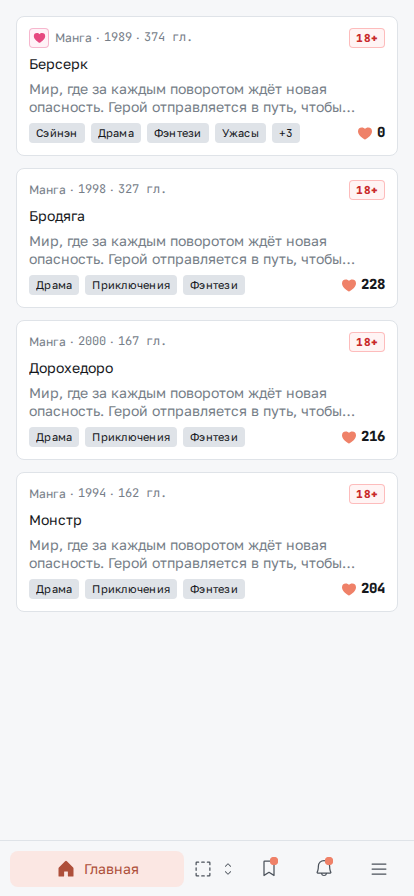 Манга · 1989 · 374 гл. 18+
Берсерк
Мир, где за каждым поворотом ждёт новая
опасность. Герой отправляется в путь, чтобы...
Сэйнэн Драма Фэнтези Ужасы +3 0
Манга · 1998 · 327 гл. 18+
Бродяга
Мир, где за каждым поворотом ждёт новая
опасность. Герой отправляется в путь, чтобы...
Драма Приключения Фэнтези 228
Манга · 2000 · 167 гл. 18+
Дорохедоро
Мир, где за каждым поворотом ждёт новая
опасность. Герой отправляется в путь, чтобы...
Драма Приключения Фэнтези 216
Манга · 1994 · 162 гл. 18+
Монстр
Мир, где за каждым поворотом ждёт новая
опасность. Герой отправляется в путь, чтобы...
Драма Приключения Фэнтези 204
Главная